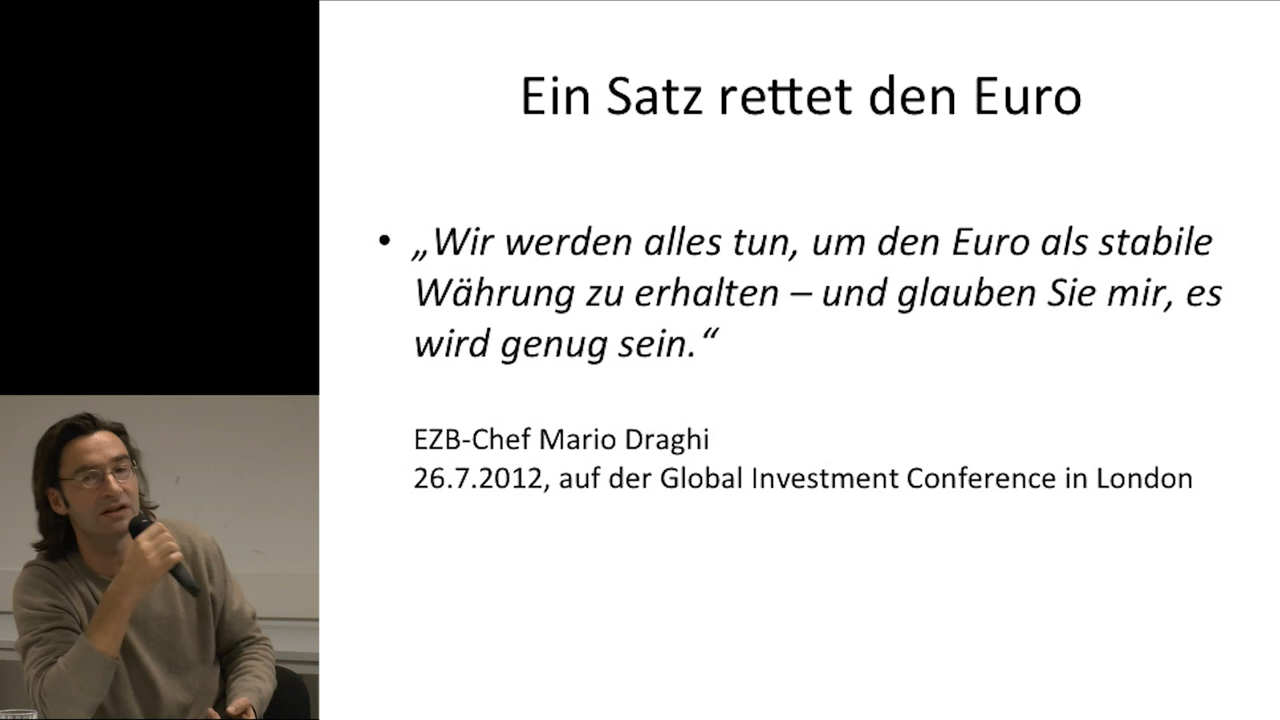 Ein Satz rettet den Euro
• „Wir werden alles tun, um den Euro als stabile
Währung zu erhalten – und glauben Sie mir, es
wird genug sein.“
EZB-Chef Mario Draghi
26.7.2012, auf der Global Investment Conference in London